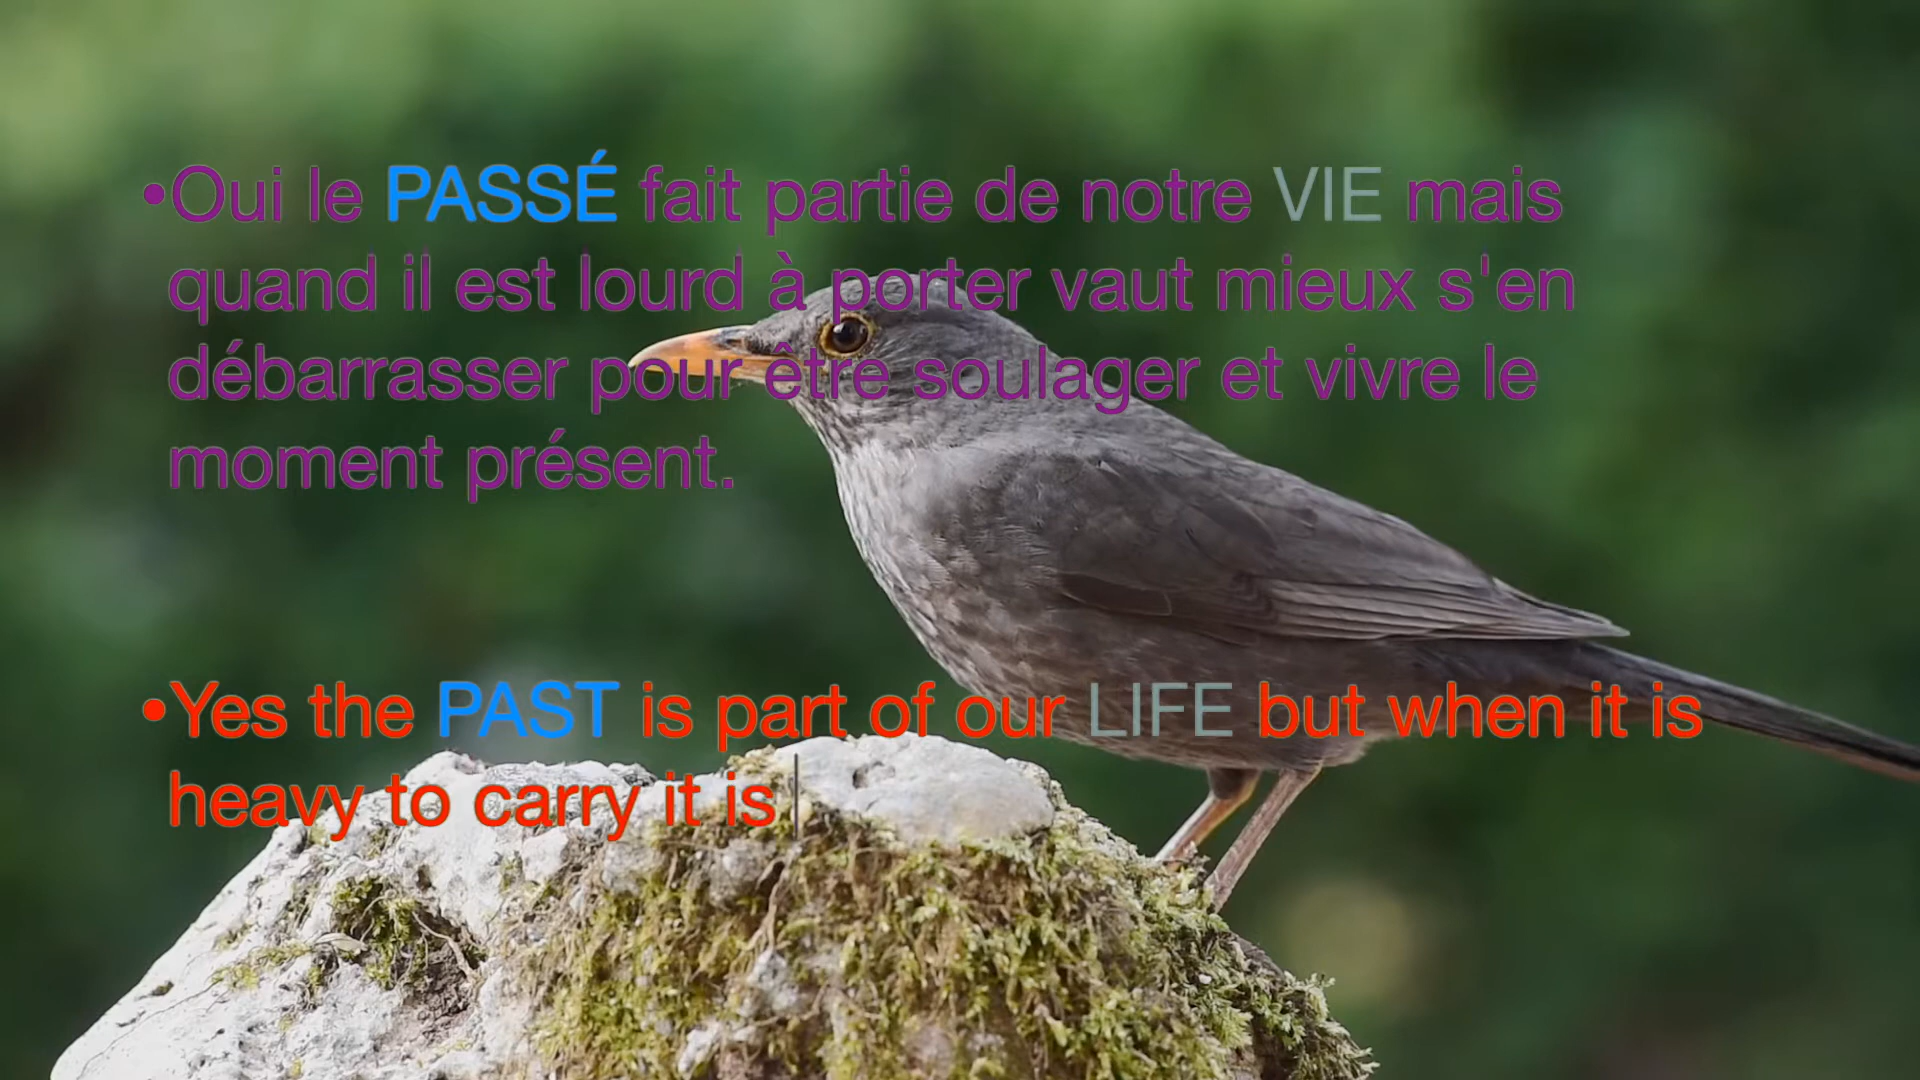 •Oui le PASSÉ fait partie de notre VIE mais
quand il est lourd à porter vaut mieux s'en
débarrasser pour être soulager et vivre le
moment présent.
•Yes the PAST is part of our LIFE but when it is
heavy to carry it is